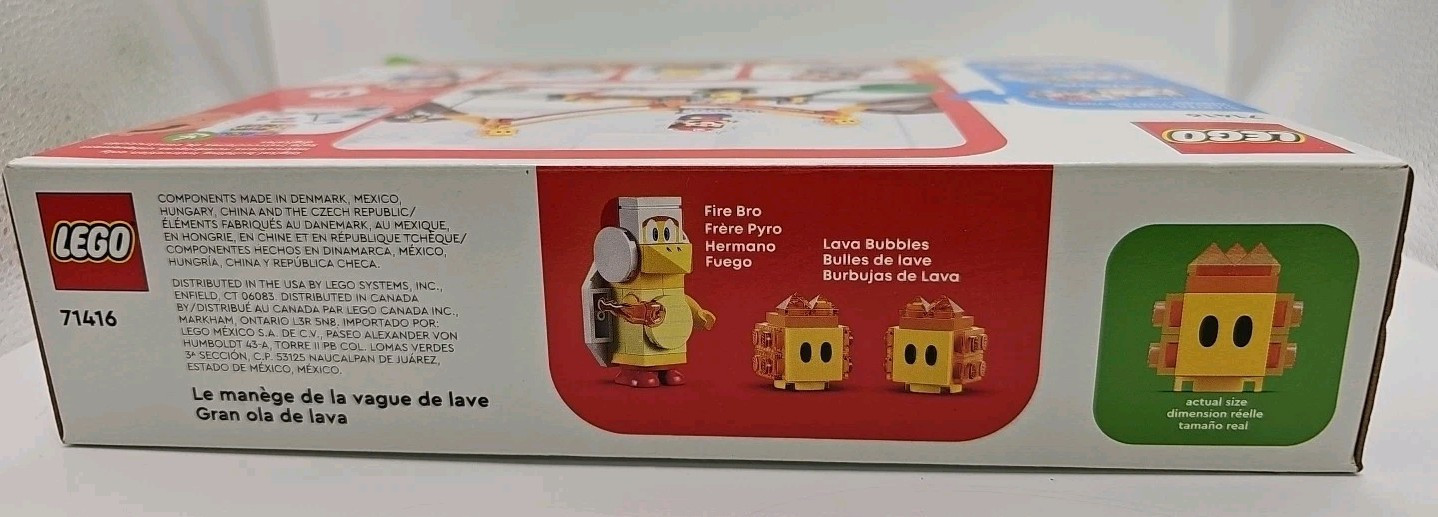 LEGO
LEGO
71416
COMPONENTS MADE IN DENMARK, MEXICO,
HUNGARY, CHINA AND THE CZECH REPUBLIC/
ÉLÉMENTS FABRIQUÉS AU DANEMARK, AU MEXIQUE,
EN HONGRIE, EN CHINE ET EN RÉPUBLIQUE TCHÈQUE/
COMPONENTES HECHOS EN DINAMARCA, MÉXICO,
HUNGRÍA, CHINA Y REPÚBLICA CHECA.
DISTRIBUTED IN THE USA BY LEGO SYSTEMS, INC.,
ENFIELD, CT 06083. DISTRIBUTED IN CANADA
BY/DISTRIBUÉ AU CANADA PAR LEGO CANADA INC.,
MARKHAM, ONTARIO L3R 5N8. IMPORTADO POR:
LEGO MÉXICO S.A. DE C.V., PASEO ALEXANDER VON
HUMBOLDT 43-A, TORRE II PB COL. LOMAS VERDES
3ª SECCIÓN, C.P. 53125 NAUCALPAN DE JUÁREZ,
ESTADO DE MÉXICO, MÉXICO.
Le manège de la vague de lave
Gran ola de lava
Fire Bro
Frère Pyro
Hermano
Fuego
Lava Bubbles
Bulles de lave
Burbujas de Lava
actual size
dimension réelle
tamaño real